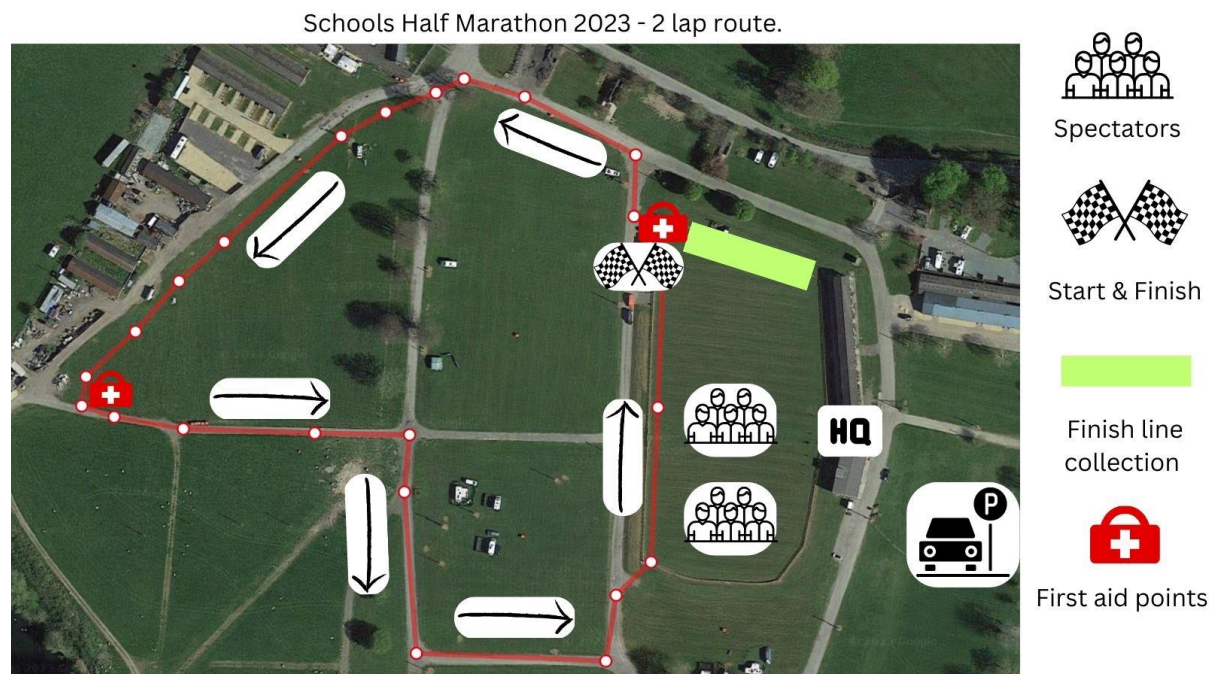 Schools Half Marathon 2023 - 2 lap route.
Spectators
Start & Finish
HQ
Finish line
collection
P
First aid points